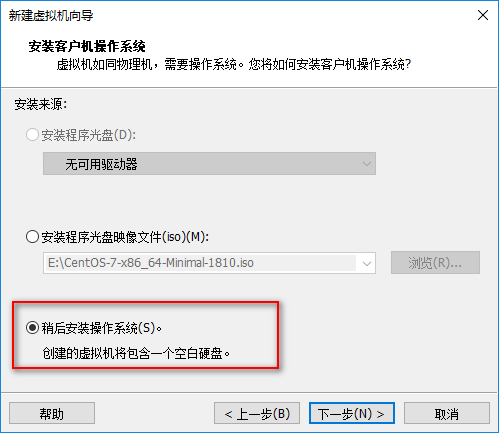 新建虚拟机向导
安装客户机操作系统
虚拟机如同物理机，需要操作系统。您将如何安装客户机操作系统?
安装来源:
安装程序光盘(D):
无可用驱动器
安装程序光盘映像文件(iso)(M):
E:\CentOS-7-x86_64-Minimal-1810.iso
浏览(R)...
稍后安装操作系统(S)。
创建的虚拟机将包含一个空白硬盘。
帮助
< 上一步(B)
下一步(N) >
取消